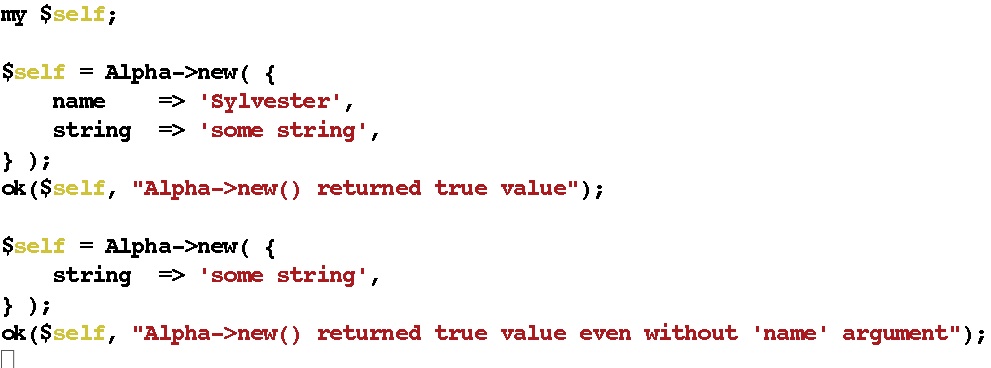 my $self;

$self = Alpha->new( {
    name    => 'Sylvester',
    string  => 'some string',
} );
ok($self, "Alpha->new() returned true value");

$self = Alpha->new( {
    string  => 'some string',
} );
ok($self, "Alpha->new() returned true value even without 'name' argument");